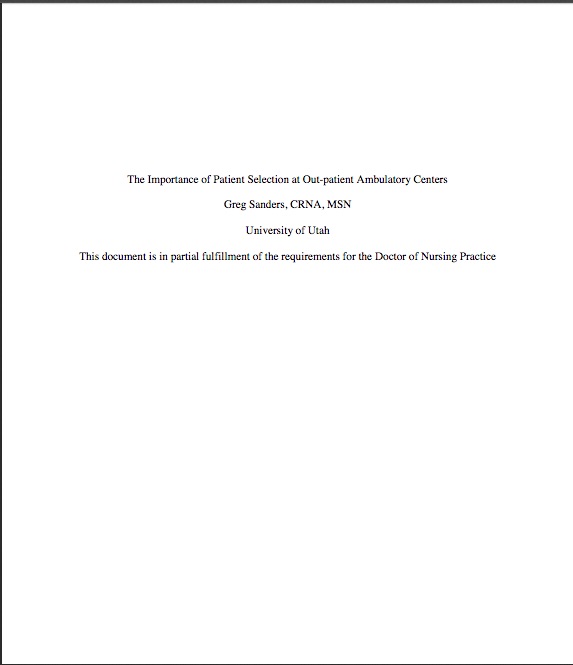 The Importance of Patient Selection at Out-patient Ambulatory Centers
Greg Sanders, CRNA, MSN
University of Utah
This document is in partial fulfillment of the requirements for the Doctor of Nursing Practice